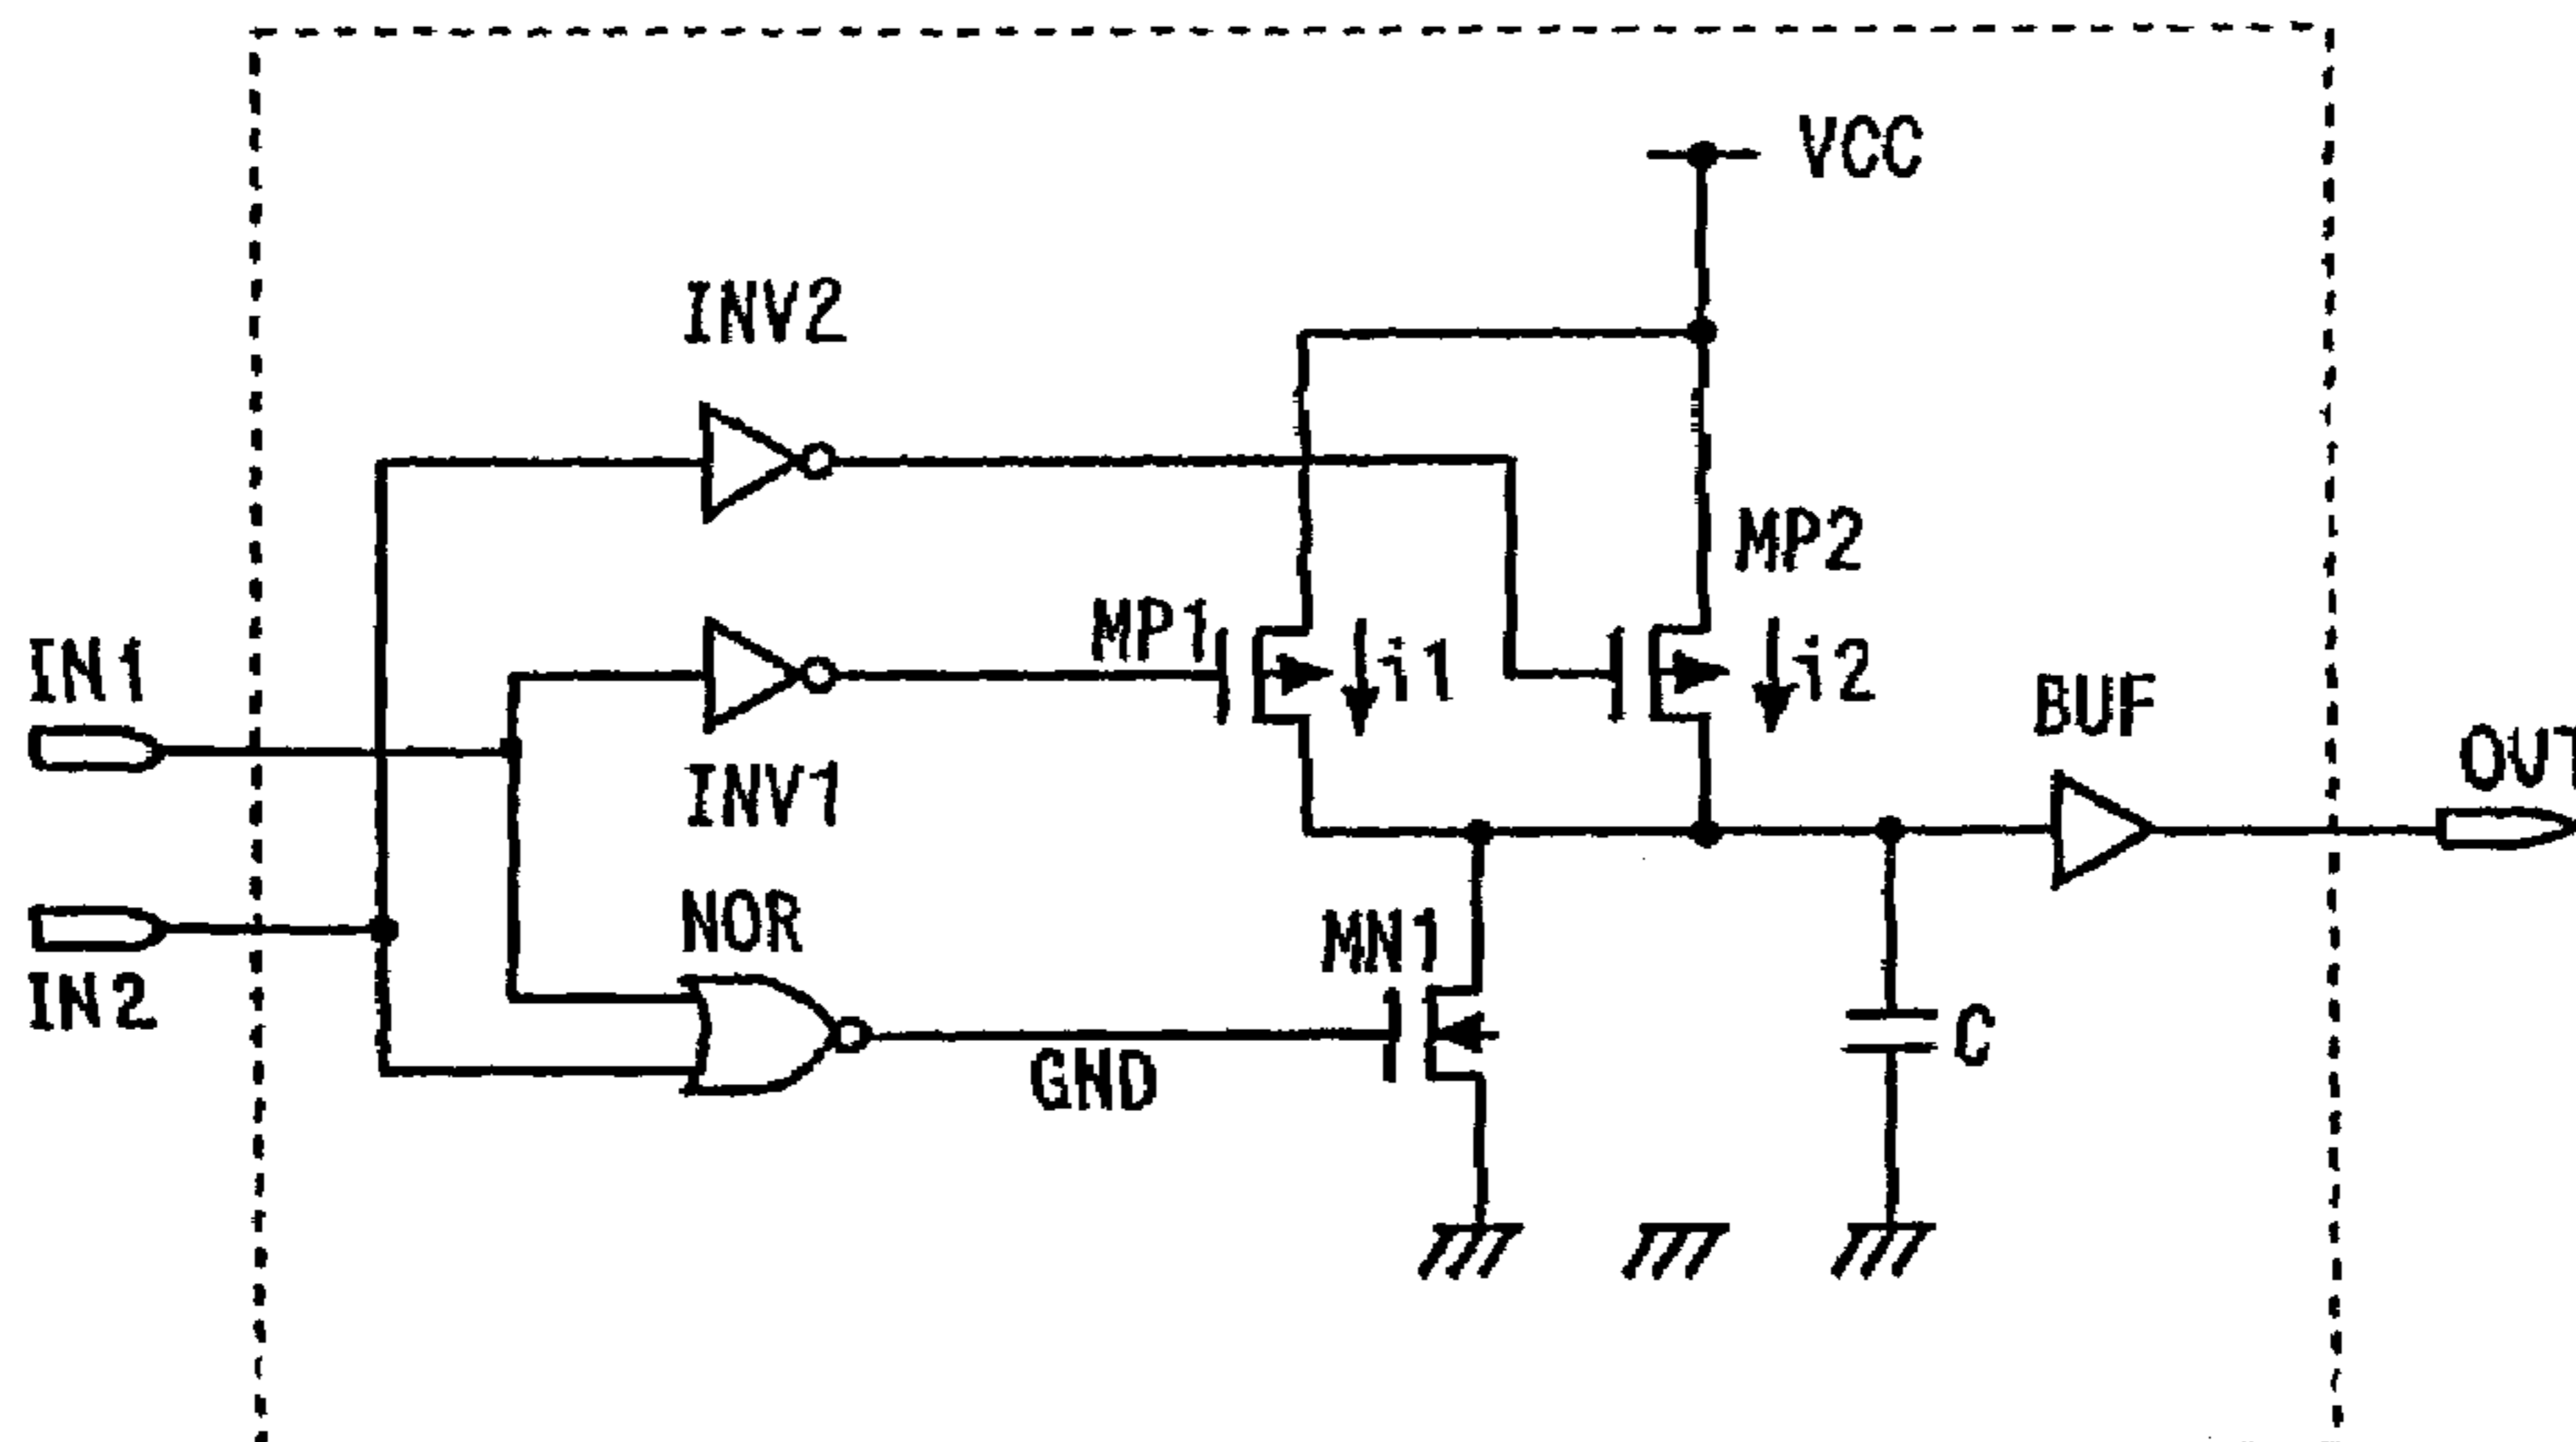 VCC
INV2
MP2
MP1
i1
i2
IN1
BUF
OUT
INV1
NOR
MN1
IN2
GND
C